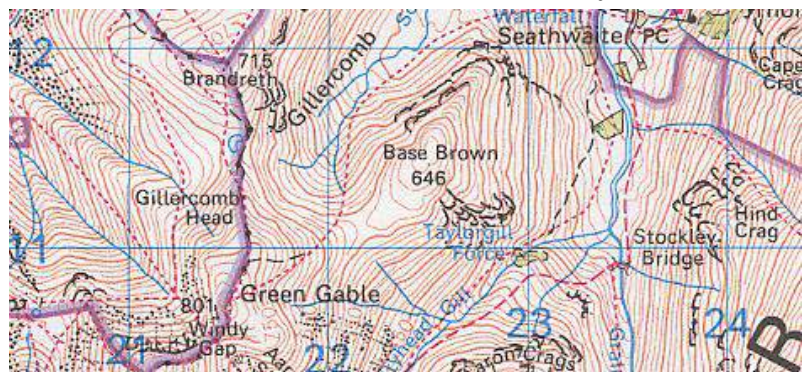 Waterfall
Seathwaite PC
12
715
Brandreth
Gillercomb
Cape
Crag
Base Brown
646
Gillercomb
Head
Hind
Crag
Taylorgill
Force
11
Stockley
Bridge
Green Gable
801
Windy
Gap
21
22
23
24
B